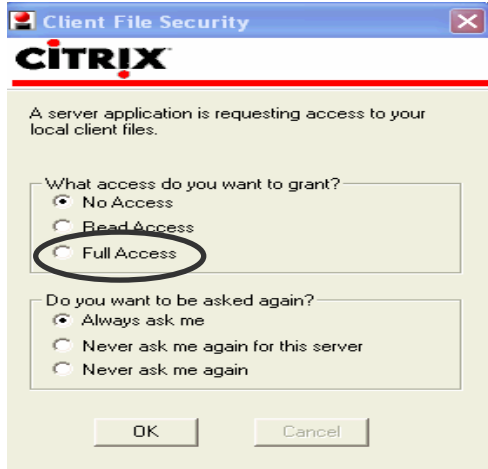 Client File Security
CİTRIX
A server application is requesting access to your
local client files.
What access do you want to grant?
No Access
Read Access
Full Access
Do you want to be asked again?
Always ask me
Never ask me again for this server
Never ask me again
OK
Cancel